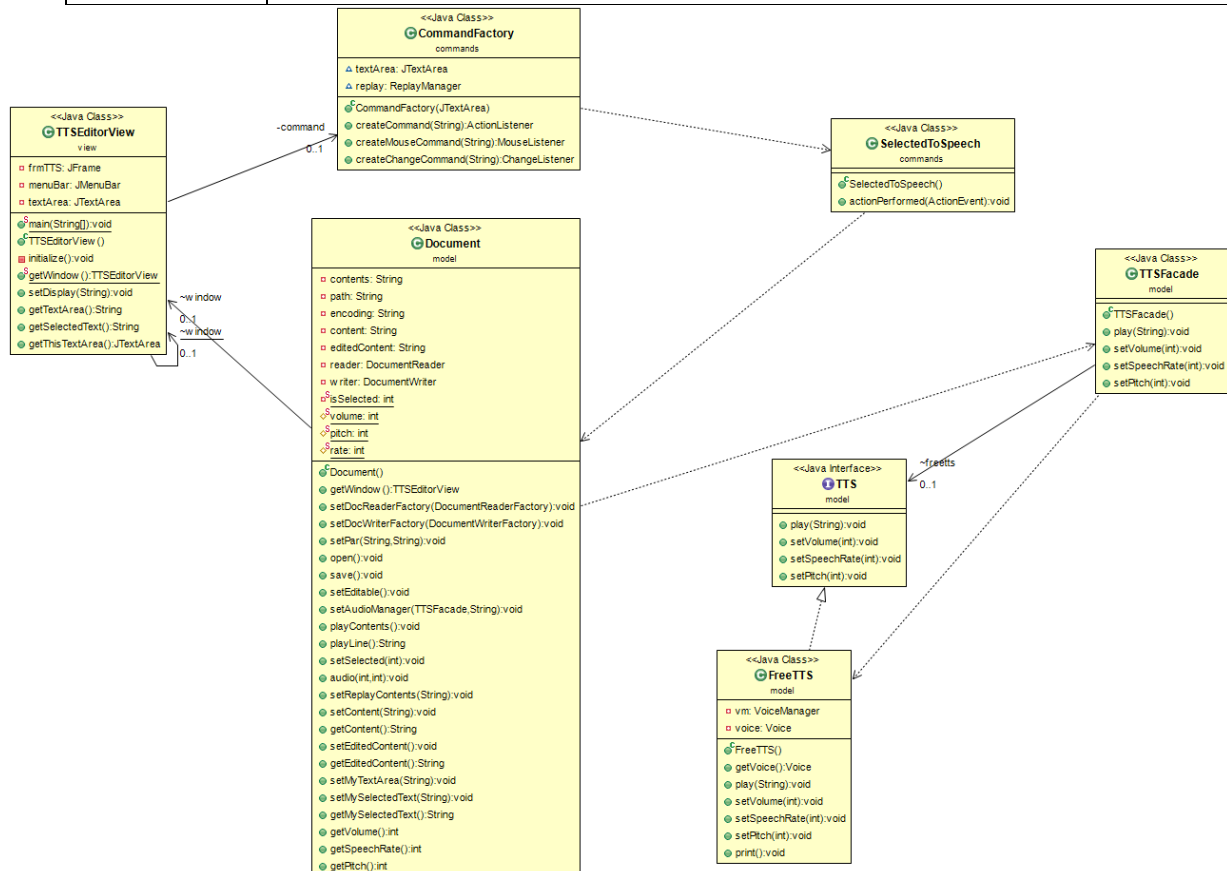 <<Java Class>>
CommandFactory
commands
textArea: JTextArea
replay: ReplayManager
CommandFactory(JTextArea)
createCommand(String):ActionListener
createMouseCommand(String):MouseListener
createChangeCommand(String):ChangeListener
<<Java Class>>
TTSEditorView
view
frmTTS: JFrame
menuBar: JMenuBar
textArea: JTextArea
main(String[]):void
TTSEditorView()
initialize():void
getWindow():TTSEditorView
setDisplay(String):void
getTextArea():String
getSelectedText():String
getThisTextArea():JTextArea
-command
0..1
~window
0..1
~window
0..1
<<Java Class>>
SelectedToSpeech
commands
SelectedToSpeech()
actionPerformed(ActionEvent):void
<<Java Class>>
Document
model
contents: String
path: String
encoding: String
content: String
editedContent: String
reader: DocumentReader
writer: DocumentWriter
isSelected: int
volume: int
pitch: int
rate: int
Document()
getWindow():TTSEditorView
setDocReaderFactory(DocumentReaderFactory):void
setDocWriterFactory(DocumentWriterFactory):void
setPar(String,String):void
open():void
save():void
setEditable():void
setAudioManager(TTSFacade,String):void
playContents():void
playLine():String
setSelected(int):void
audio(int,int):void
setReplayContents(String):void
setContent(String):void
getContent():String
setEditedContent():void
getEditedContent():String
setMyTextArea(String):void
setMySelectedText(String):void
getMySelectedText():String
getVolume():int
getSpeechRate():int
getPitch():int
<<Java Class>>
TTSFacade
model
TTSFacade()
play(String):void
setVolume(int):void
setSpeechRate(int):void
setPitch(int):void
~freetts
0..1
<<Java Interface>>
TTS
model
play(String):void
setVolume(int):void
setSpeechRate(int):void
setPitch(int):void
<<Java Class>>
FreeTTS
model
vm: VoiceManager
voice: Voice
FreeTTS()
getVoice():Voice
play(String):void
setVolume(int):void
setSpeechRate(int):void
setPitch(int):void
print():void